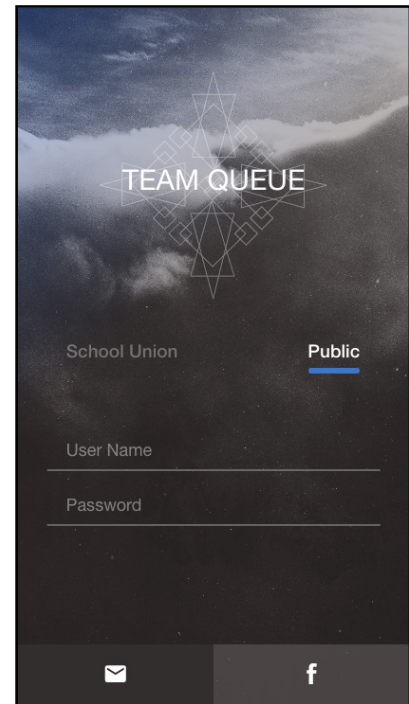 TEAM QUEUE
School Union Public
User Name
Password
f